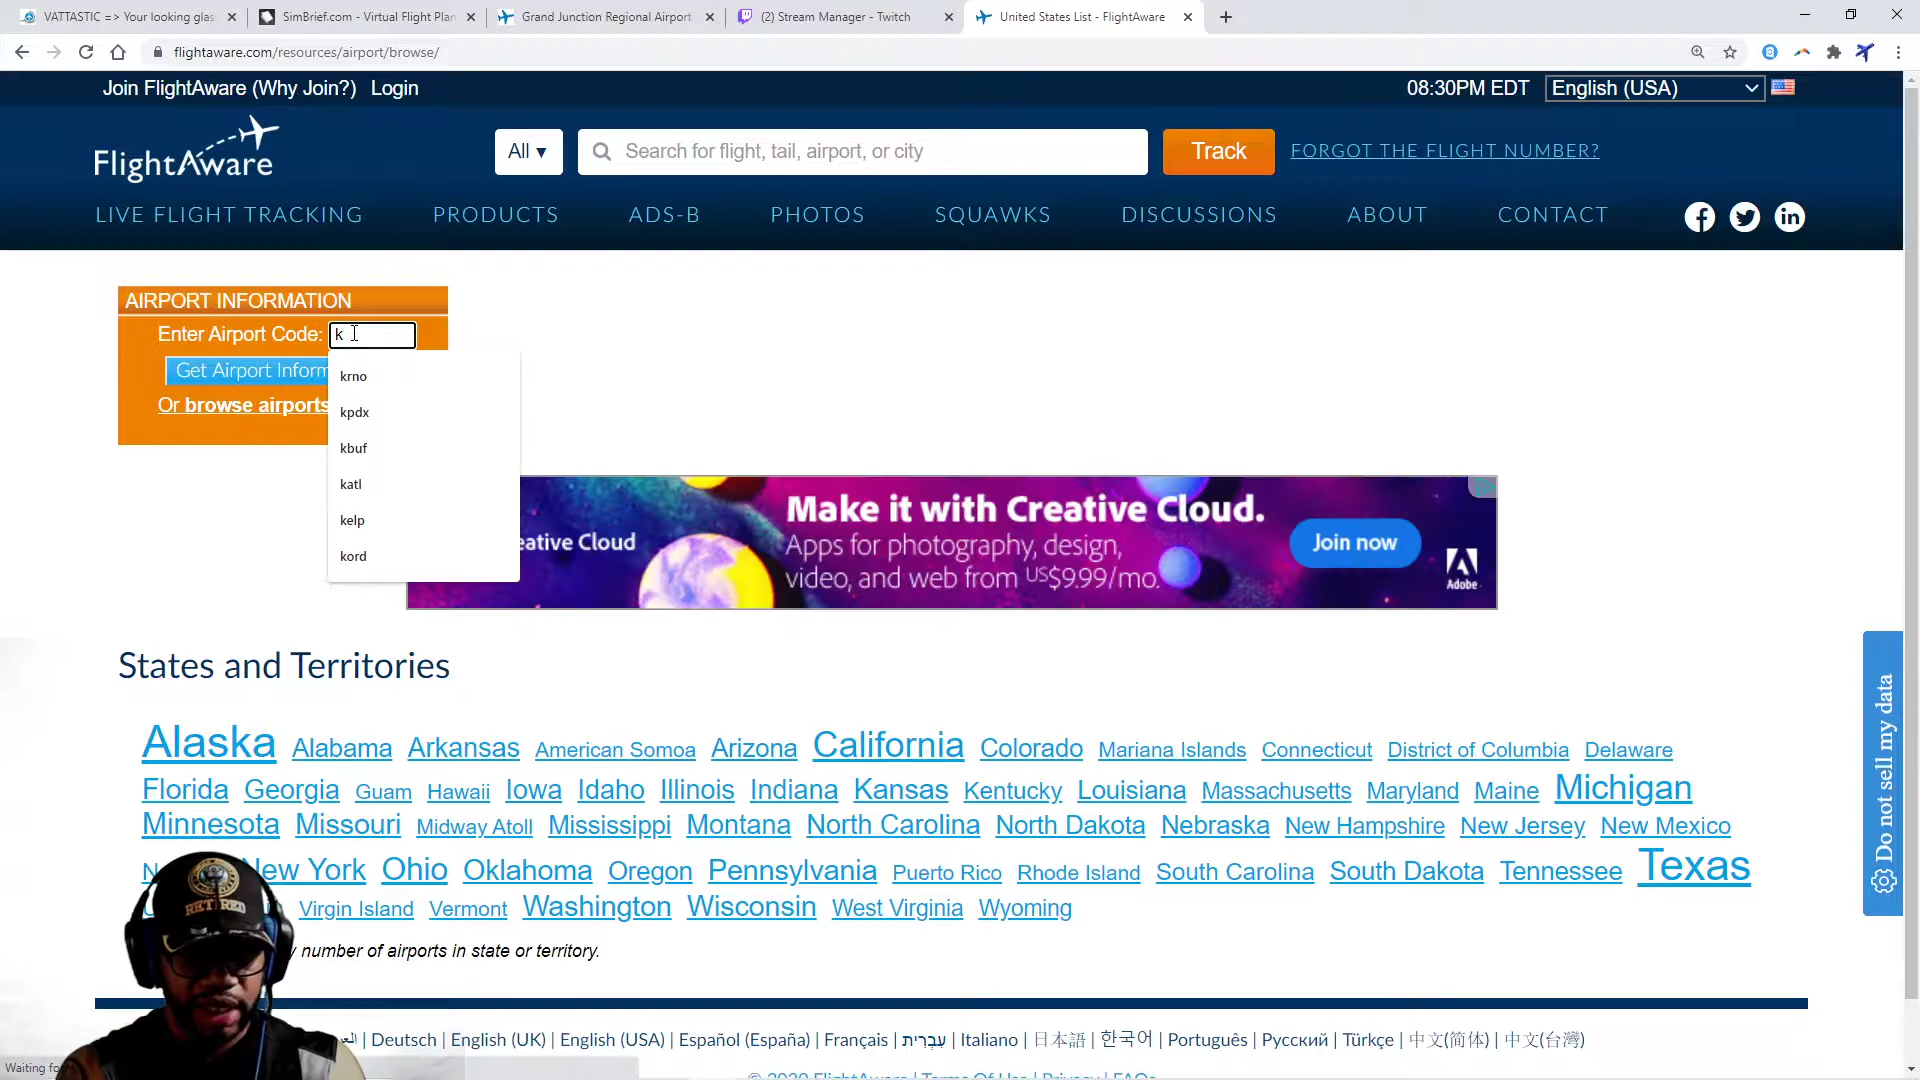 VATTASTIC => Your looking glas
SimBrief.com - Virtual Flight Plan
Grand Junction Regional Airport
(2) Stream Manager - Twitch
United States List - FlightAware
flightaware.com/resources/airport/browse/
Join FlightAware (Why Join?) Login
08:30PM EDT
English (USA)
FlightAware
All ▾
Search for flight, tail, airport, or city
Track
FORGOT THE FLIGHT NUMBER?
LIVE FLIGHT TRACKING PRODUCTS ADS-B PHOTOS SQUAWKS DISCUSSIONS ABOUT CONTACT
AIRPORT INFORMATION
Enter Airport Code: k
Get Airport Inform
Or browse airports
krno
kpdx
kbuf
katl
kelp
kord
eative Cloud
Make it with Creative Cloud.
Apps for photography, design,
video, and web from US$9.99/mo.
Join now
Adobe
Do not sell my data
States and Territories
Alaska Alabama Arkansas American Somoa Arizona California Colorado Mariana Islands Connecticut District of Columbia Delaware
Florida Georgia Guam Hawaii Iowa Idaho Illinois Indiana Kansas Kentucky Louisiana Massachusetts Maryland Maine Michigan
Minnesota Missouri Midway Atoll Mississippi Montana North Carolina North Dakota Nebraska New Hampshire New Jersey New Mexico
New York Ohio Oklahoma Oregon Pennsylvania Puerto Rico Rhode Island South Carolina South Dakota Tennessee Texas
Virgin Island Vermont Washington Wisconsin West Virginia Wyoming
number of airports in state or territory.
RETIRED
| Deutsch | English (UK) | English (USA) | Español (España) | Français | עִבְרִית | Italiano | 日本語 | 한국어 | Português | Русский | Türkçe | 中文(简体) | 中文(台灣)
Waiting fo
© 2020 FlightAware | Terms Of Use | Privacy | FAQs